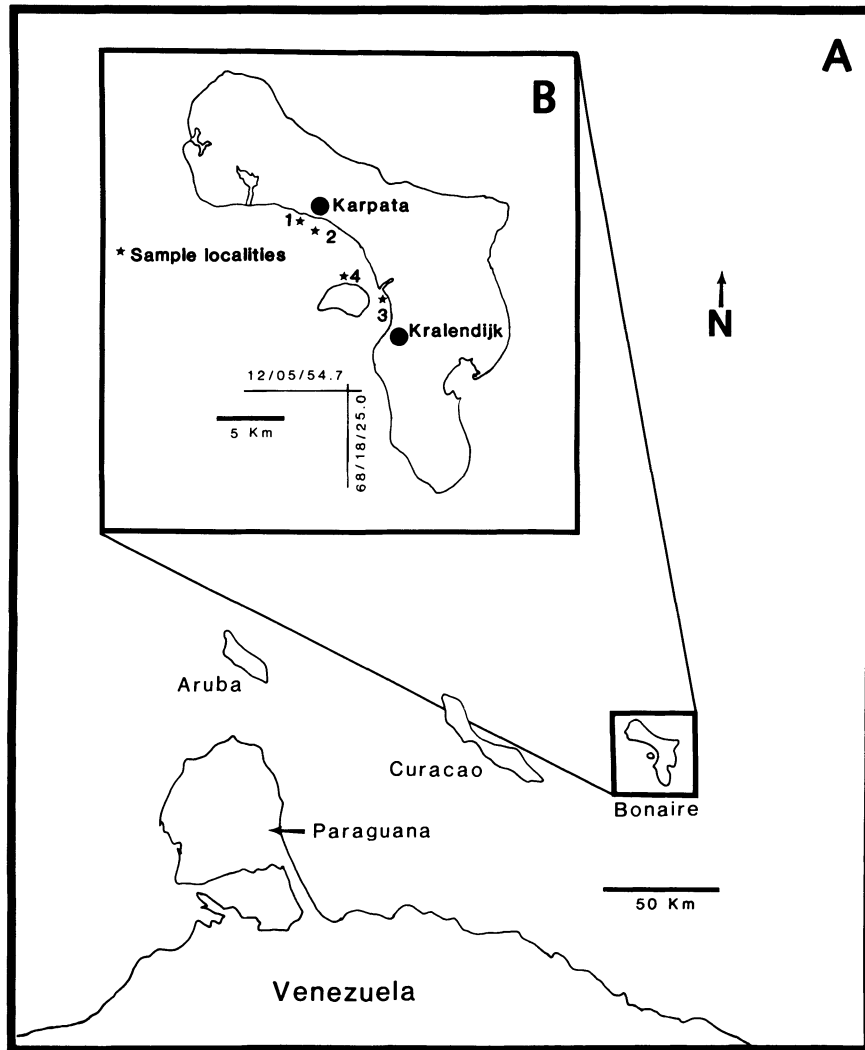 A
B
Karpata
1
2
★ Sample localities
4
3
N
Kralendijk
12/05/54.7
68/18/25.0
5 Km
Aruba
Curacao
Bonaire
Paraguana
50 Km
Venezuela